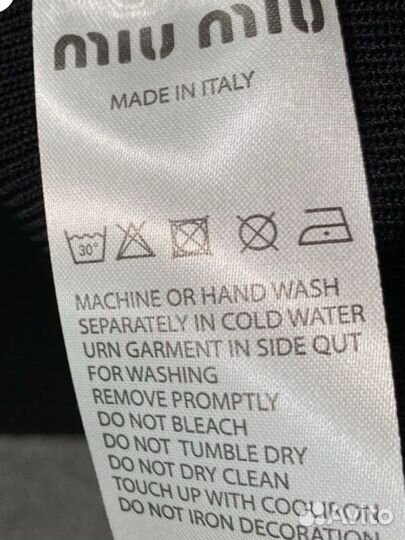 miu miu
MADE IN ITALY
30°
MACHINE OR HAND WASH
SEPARATELY IN COLD WATER
URN GARMENT IN SIDE QUT
FOR WASHING
REMOVE PROMPTLY
DO NOT BLEACH
DO NOT TUMBLE DRY
DO NOT DRY CLEAN
TOUCH UP WITH COOLIRON
DO NOT IRON DECORATION
Avito